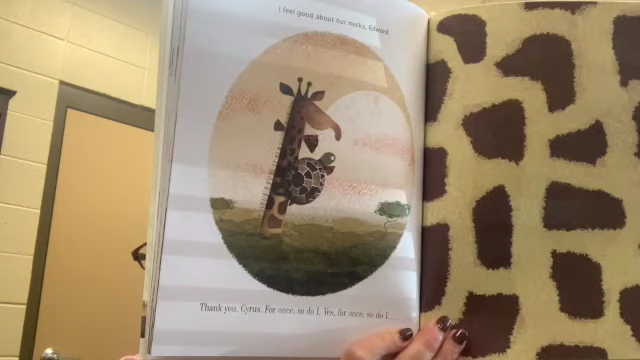 I feel good about our necks, Edward.
Thank you, Cyrus. For once, so do I. Yes, for once, so do I. . . .